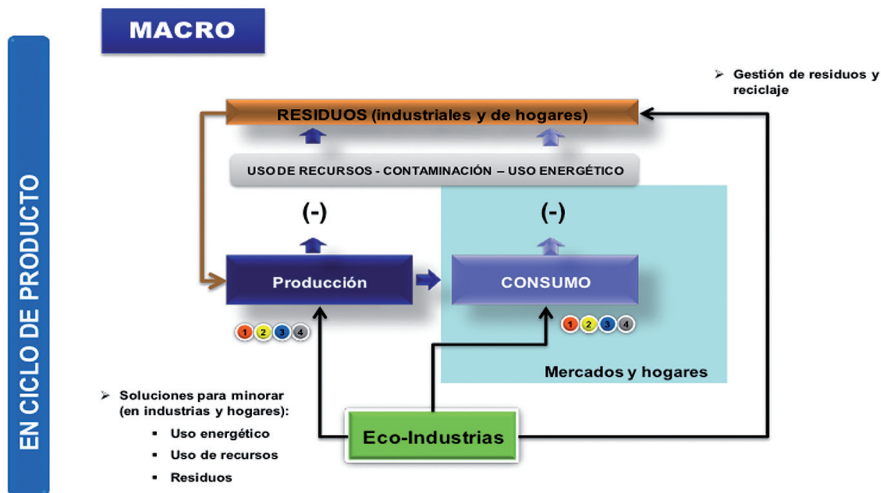 MACRO
EN CICLO DE PRODUCTO
➢ Gestión de residuos y
reciclaje
RESIDUOS (industriales y de hogares)
USO DE RECURSOS - CONTAMINACIÓN – USO ENERGÉTICO
(-) (-)
Producción
CONSUMO
1 2 3 4
1 2 3 4
Mercados y hogares
➢ Soluciones para minorar
(en industrias y hogares):
▪ Uso energético
▪ Uso de recursos
▪ Residuos
Eco-Industrias